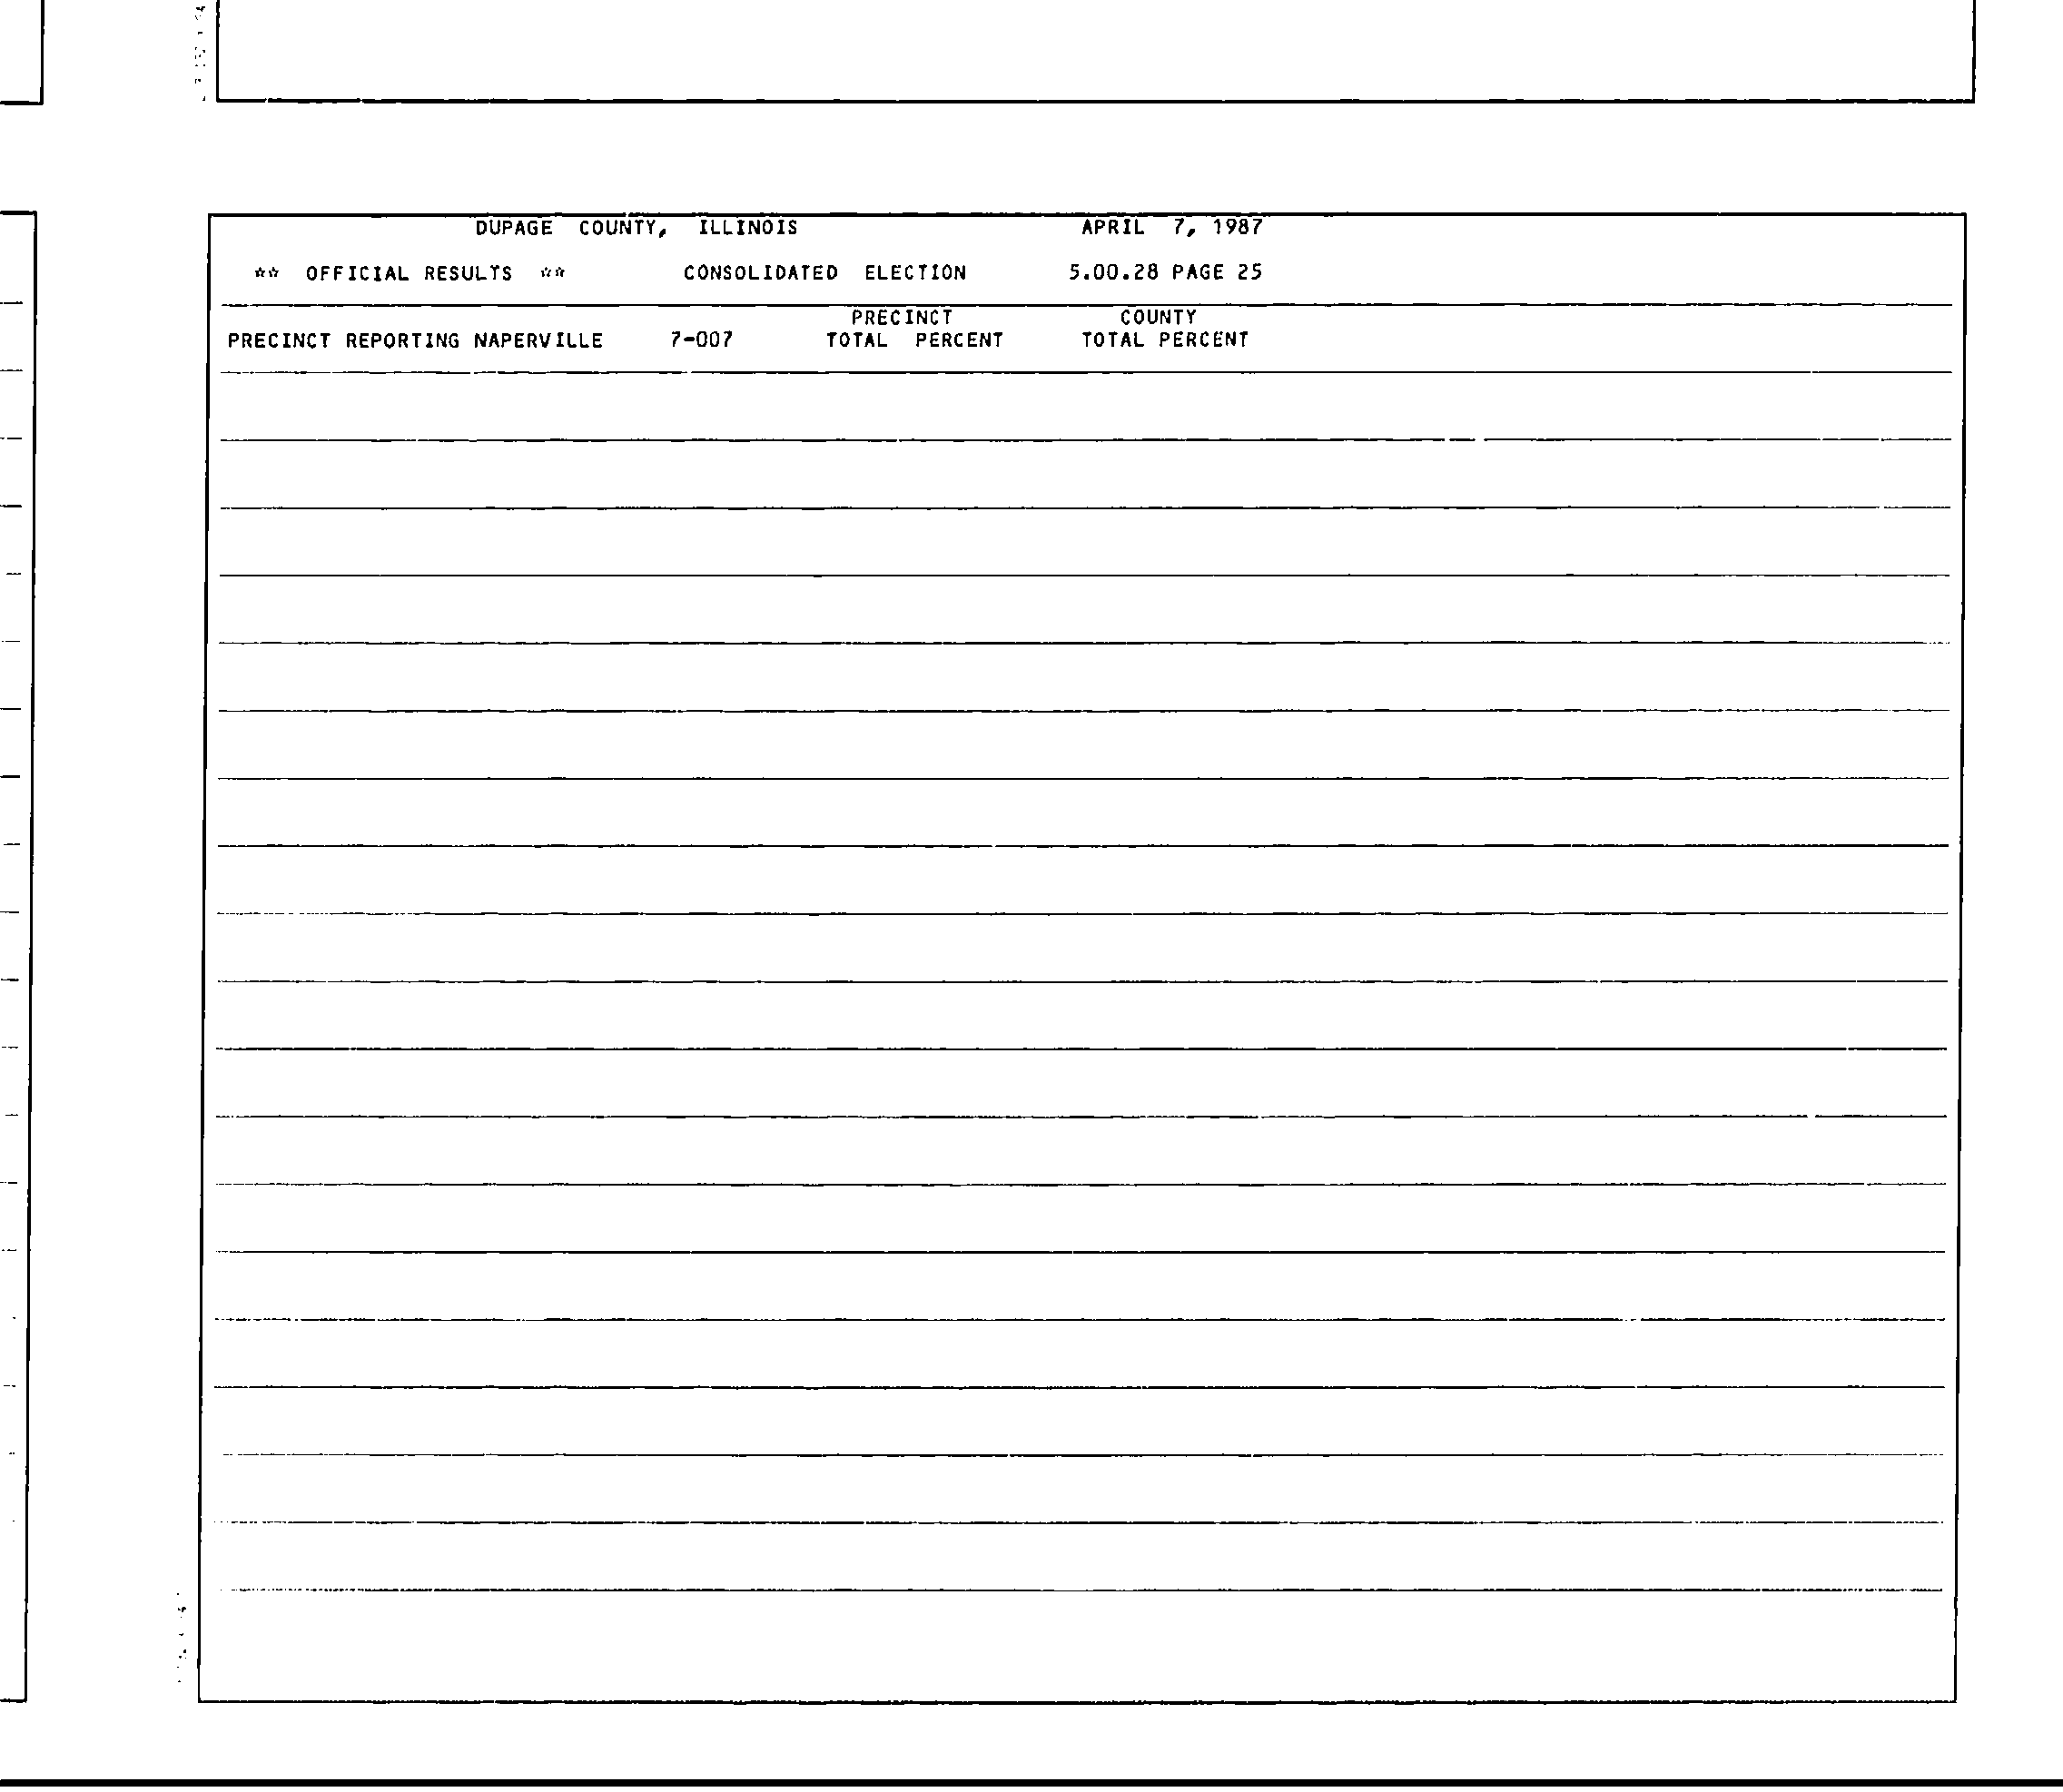 DUPAGE COUNTY, ILLINOIS APRIL 7, 1987
** OFFICIAL RESULTS ** CONSOLIDATED ELECTION 5.00.28 PAGE 25
PRECINCT COUNTY
PRECINCT REPORTING NAPERVILLE 7-007 TOTAL PERCENT TOTAL PERCENT